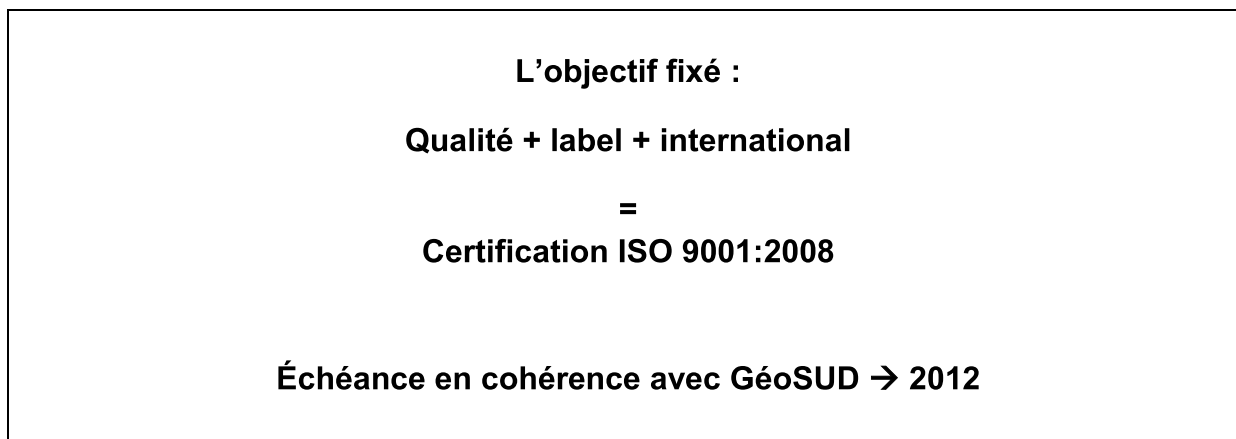 L’objectif fixé :
Qualité + label + international
=
Certification ISO 9001:2008
Échéance en cohérence avec GéoSUD → 2012